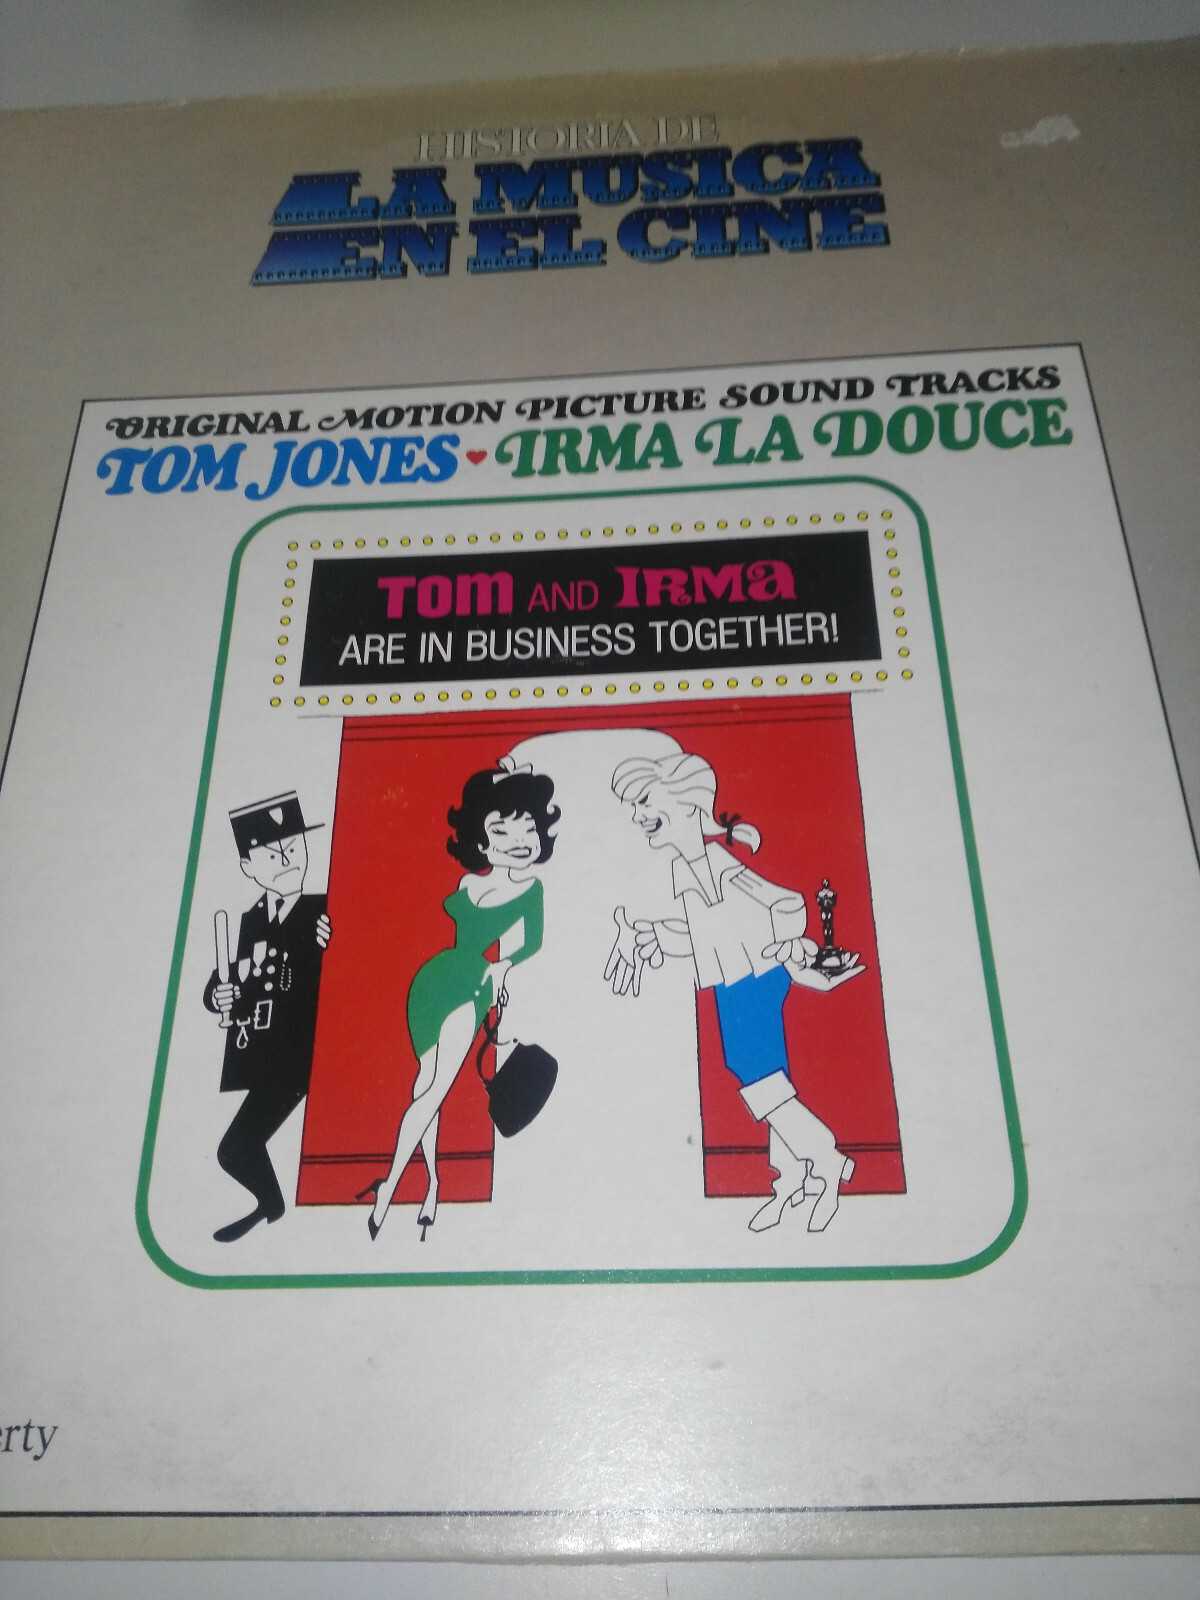 HISTORIA DE
LA MUSICA
EN EL CINE
ORIGINAL MOTION PICTURE SOUND TRACKS
TOM JONES ♥ IRMA LA DOUCE
TOM AND IRMA
ARE IN BUSINESS TOGETHER!
erty